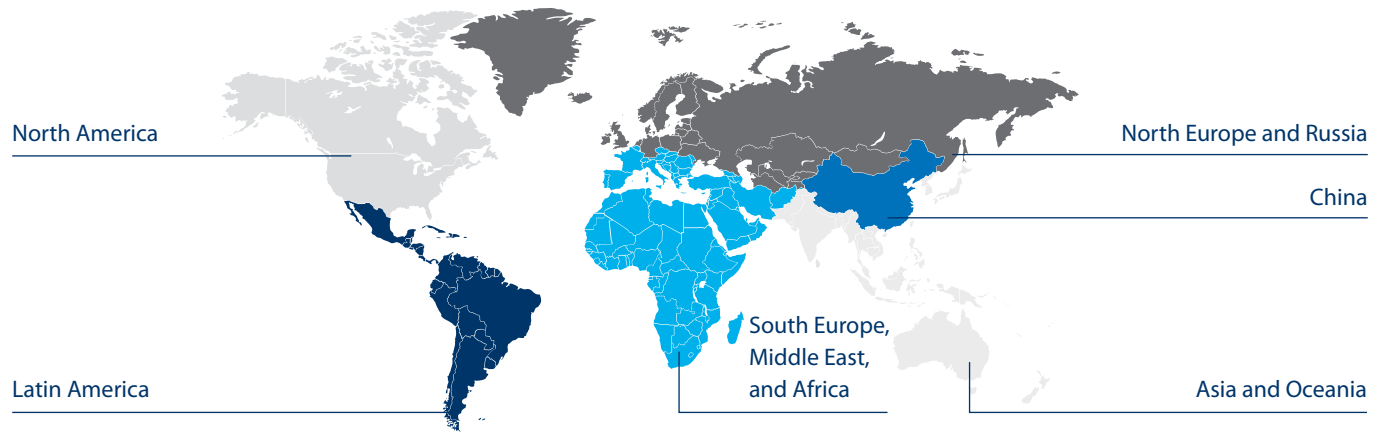 North America
North Europe and Russia
China
South Europe,
Middle East,
and Africa
Latin America
Asia and Oceania